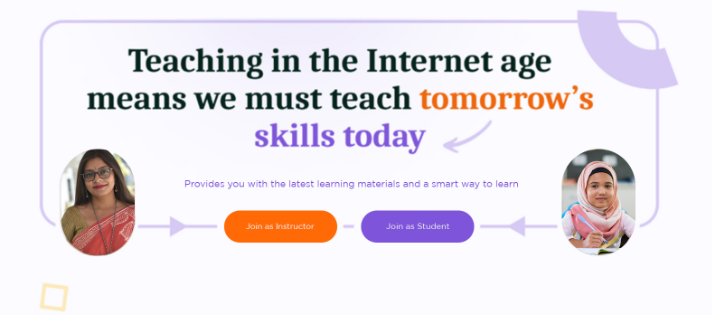 Teaching in the Internet age
means we must teach tomorrow's
skills today
Provides you with the latest learning materials and a smart way to learn
Join as Instructor
Join as Student